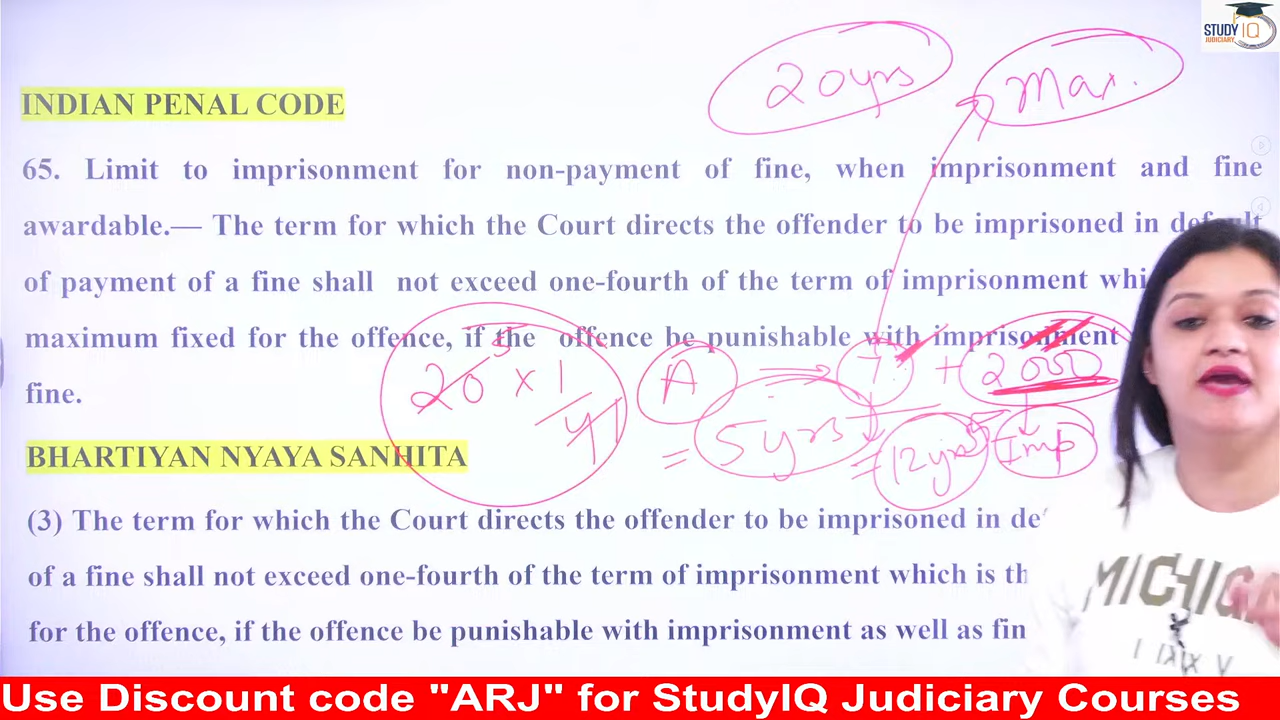 STUDY IQ
JUDICIARY
20yrs
Max.
INDIAN PENAL CODE
65. Limit to imprisonment for non-payment of fine, when imprisonment and fine
awardable.— The term for which the Court directs the offender to be imprisoned in default
of payment of a fine shall not exceed one-fourth of the term of imprisonment whi
maximum fixed for the offence, if the offence be punishable with imprisonment
fine.
20 5 × 1/4
A
7
+ 2000
= 5yrs
= 12yrs
Imp
BHARTIYAN NYAYA SANHITA
(3) The term for which the Court directs the offender to be imprisoned in de
of a fine shall not exceed one-fourth of the term of imprisonment which is th
for the offence, if the offence be punishable with imprisonment as well as fin
MICHIGA
Use Discount code "ARJ" for StudyIQ Judiciary Courses